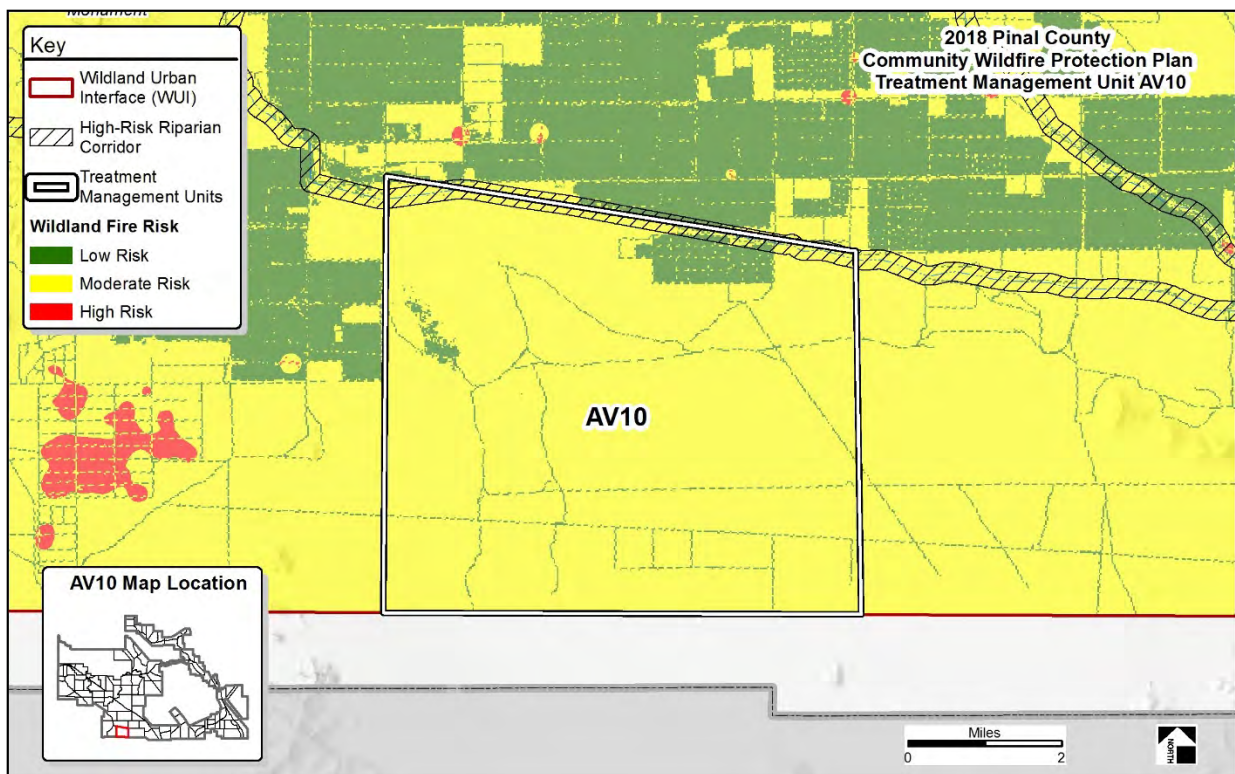 Monument
2018 Pinal County
Community Wildfire Protection Plan
Treatment Management Unit AV10
Key
Wildland Urban
Interface (WUI)
High-Risk Riparian
Corridor
Treatment
Management Units
Wildland Fire Risk
Low Risk
Moderate Risk
High Risk
AV10
AV10 Map Location
Miles
0
2
NORTH